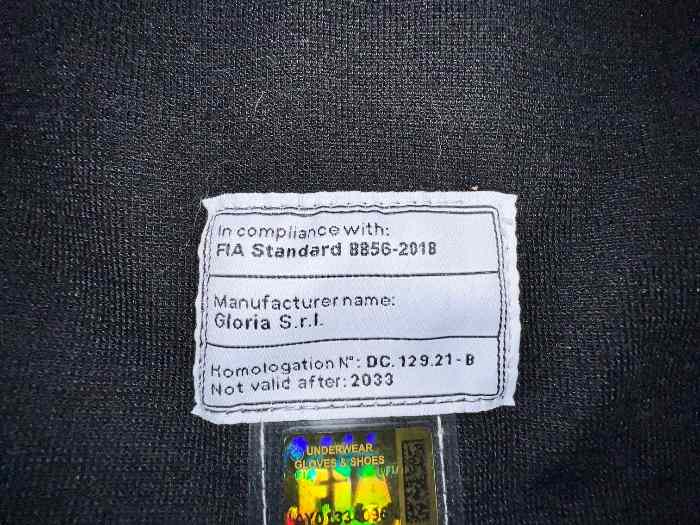 In compliance with:
FIA Standard 8856-2018
Manufacturer name:
Gloria S.r.l.
Homologation N°: DC.129.21-B
Not valid after: 2033
UNDERWEAR
GLOVES & SHOES
FIA